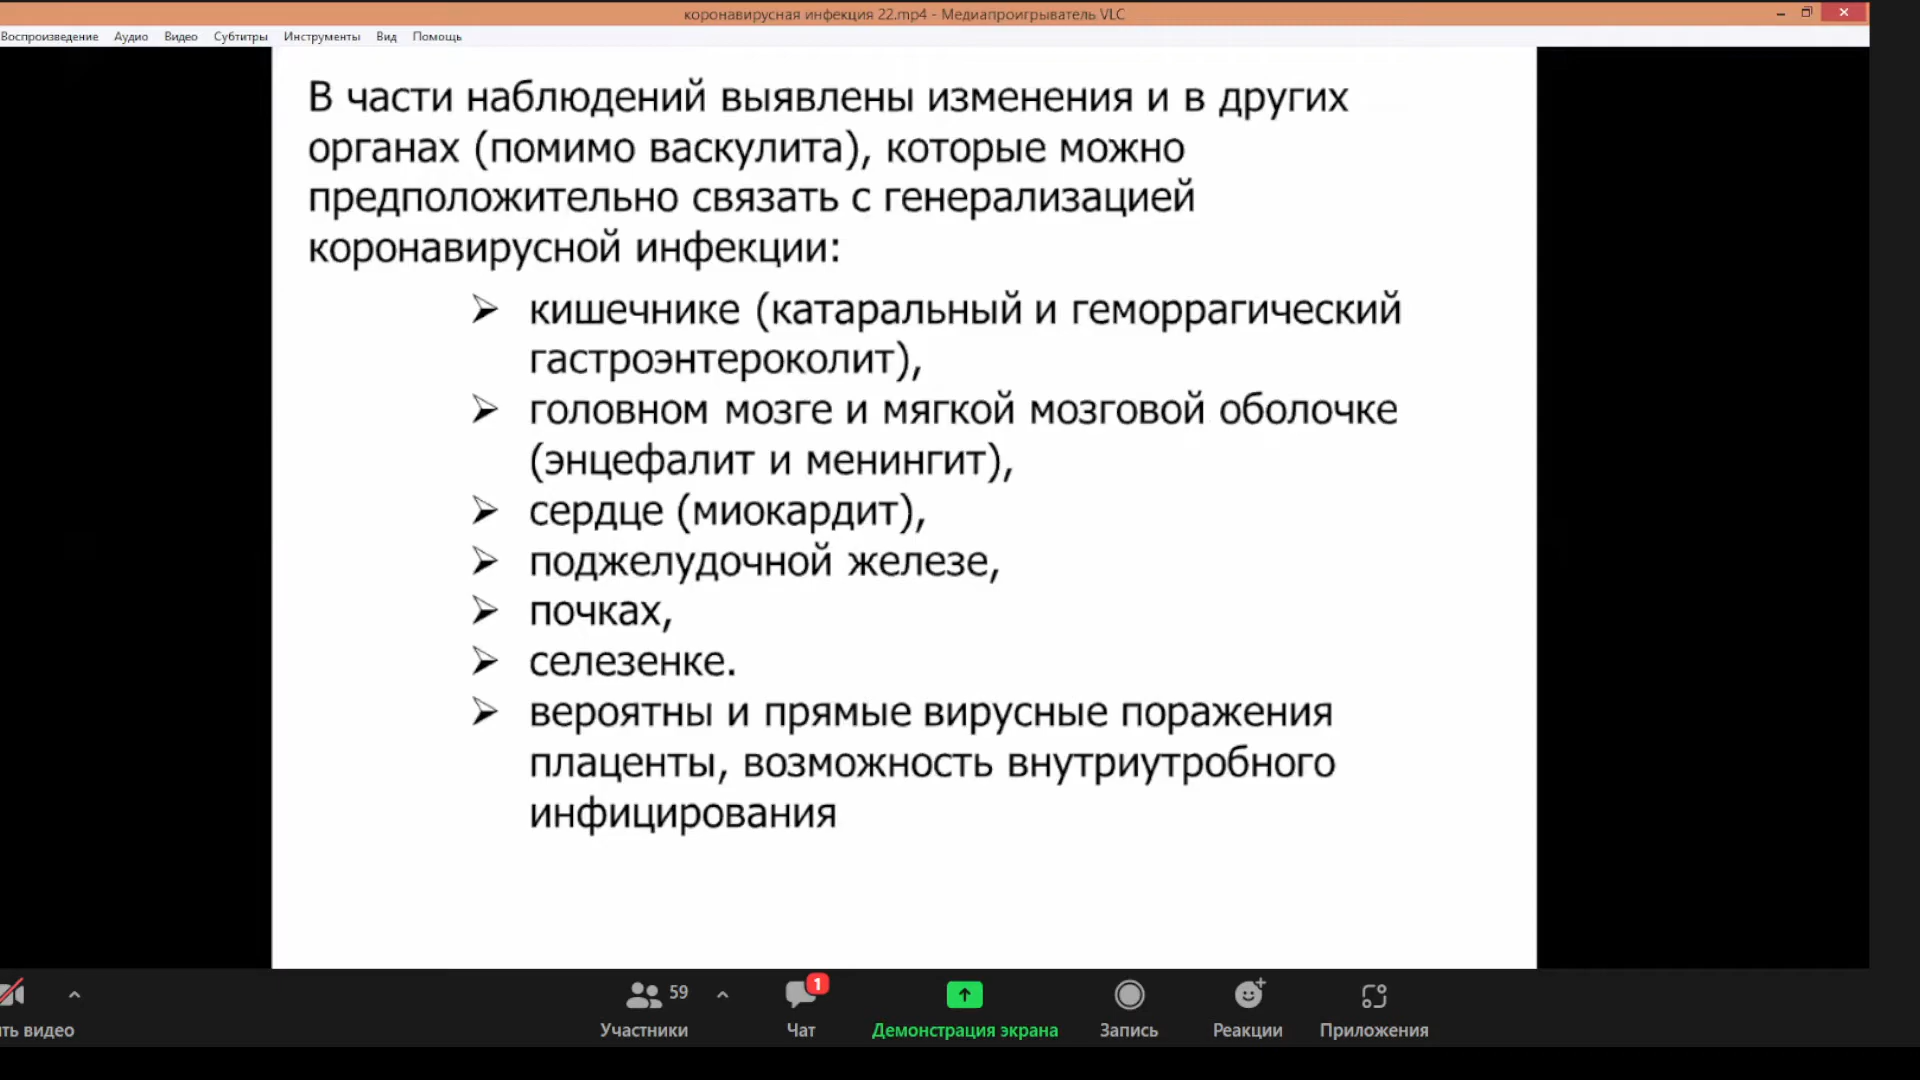 коронавирусная инфекция 22.mp4 - Медиапроигрыватель VLC
Воспроизведение Аудио Видео Субтитры Инструменты Вид Помощь
В части наблюдений выявлены изменения и в других
органах (помимо васкулита), которые можно
предположительно связать с генерализацией
коронавирусной инфекции:
➢ кишечнике (катаральный и геморрагический
гастроэнтероколит),
➢ головном мозге и мягкой мозговой оболочке
(энцефалит и менингит),
➢ сердце (миокардит),
➢ поджелудочной железе,
➢ почках,
➢ селезенке.
➢ вероятны и прямые вирусные поражения
плаценты, возможность внутриутробного
инфицирования
59
1
ть видео Участники Чат Демонстрация экрана Запись Реакции Приложения